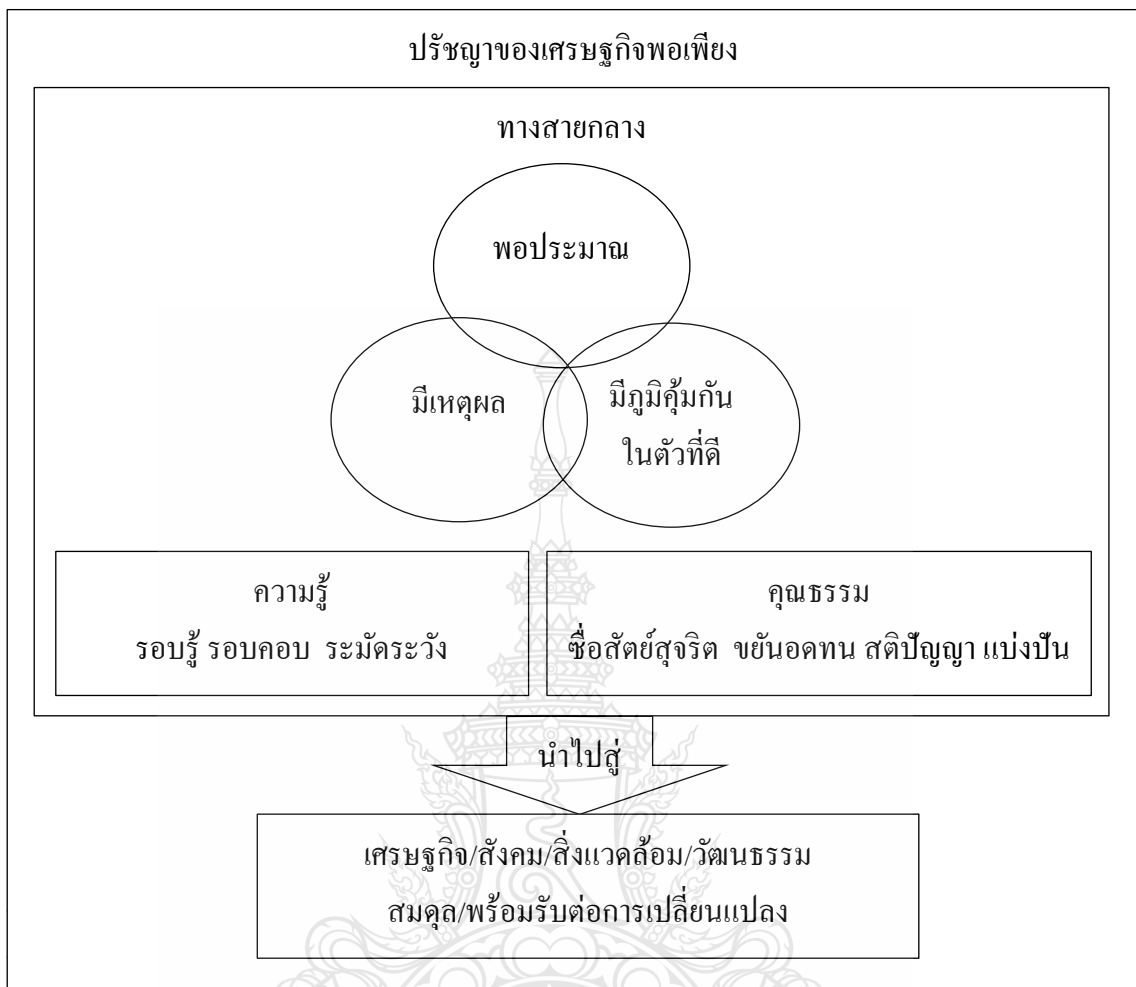 ปรัชญาของเศรษฐกิจพอเพียง
ทางสายกลาง
พอประมาณ
มีเหตุผล
มีภูมิคุ้มกัน
ในตัวที่ดี
ความรู้
รอบรู้ รอบคอบ ระมัดระวัง
คุณธรรม
ซื่อสัตย์สุจริต ขยันอดทน สติปัญญา แบ่งปัน
นำไปสู่
เศรษฐกิจ/สังคม/สิ่งแวดล้อม/วัฒนธรรม
สมดุล/พร้อมรับต่อการเปลี่ยนแปลง